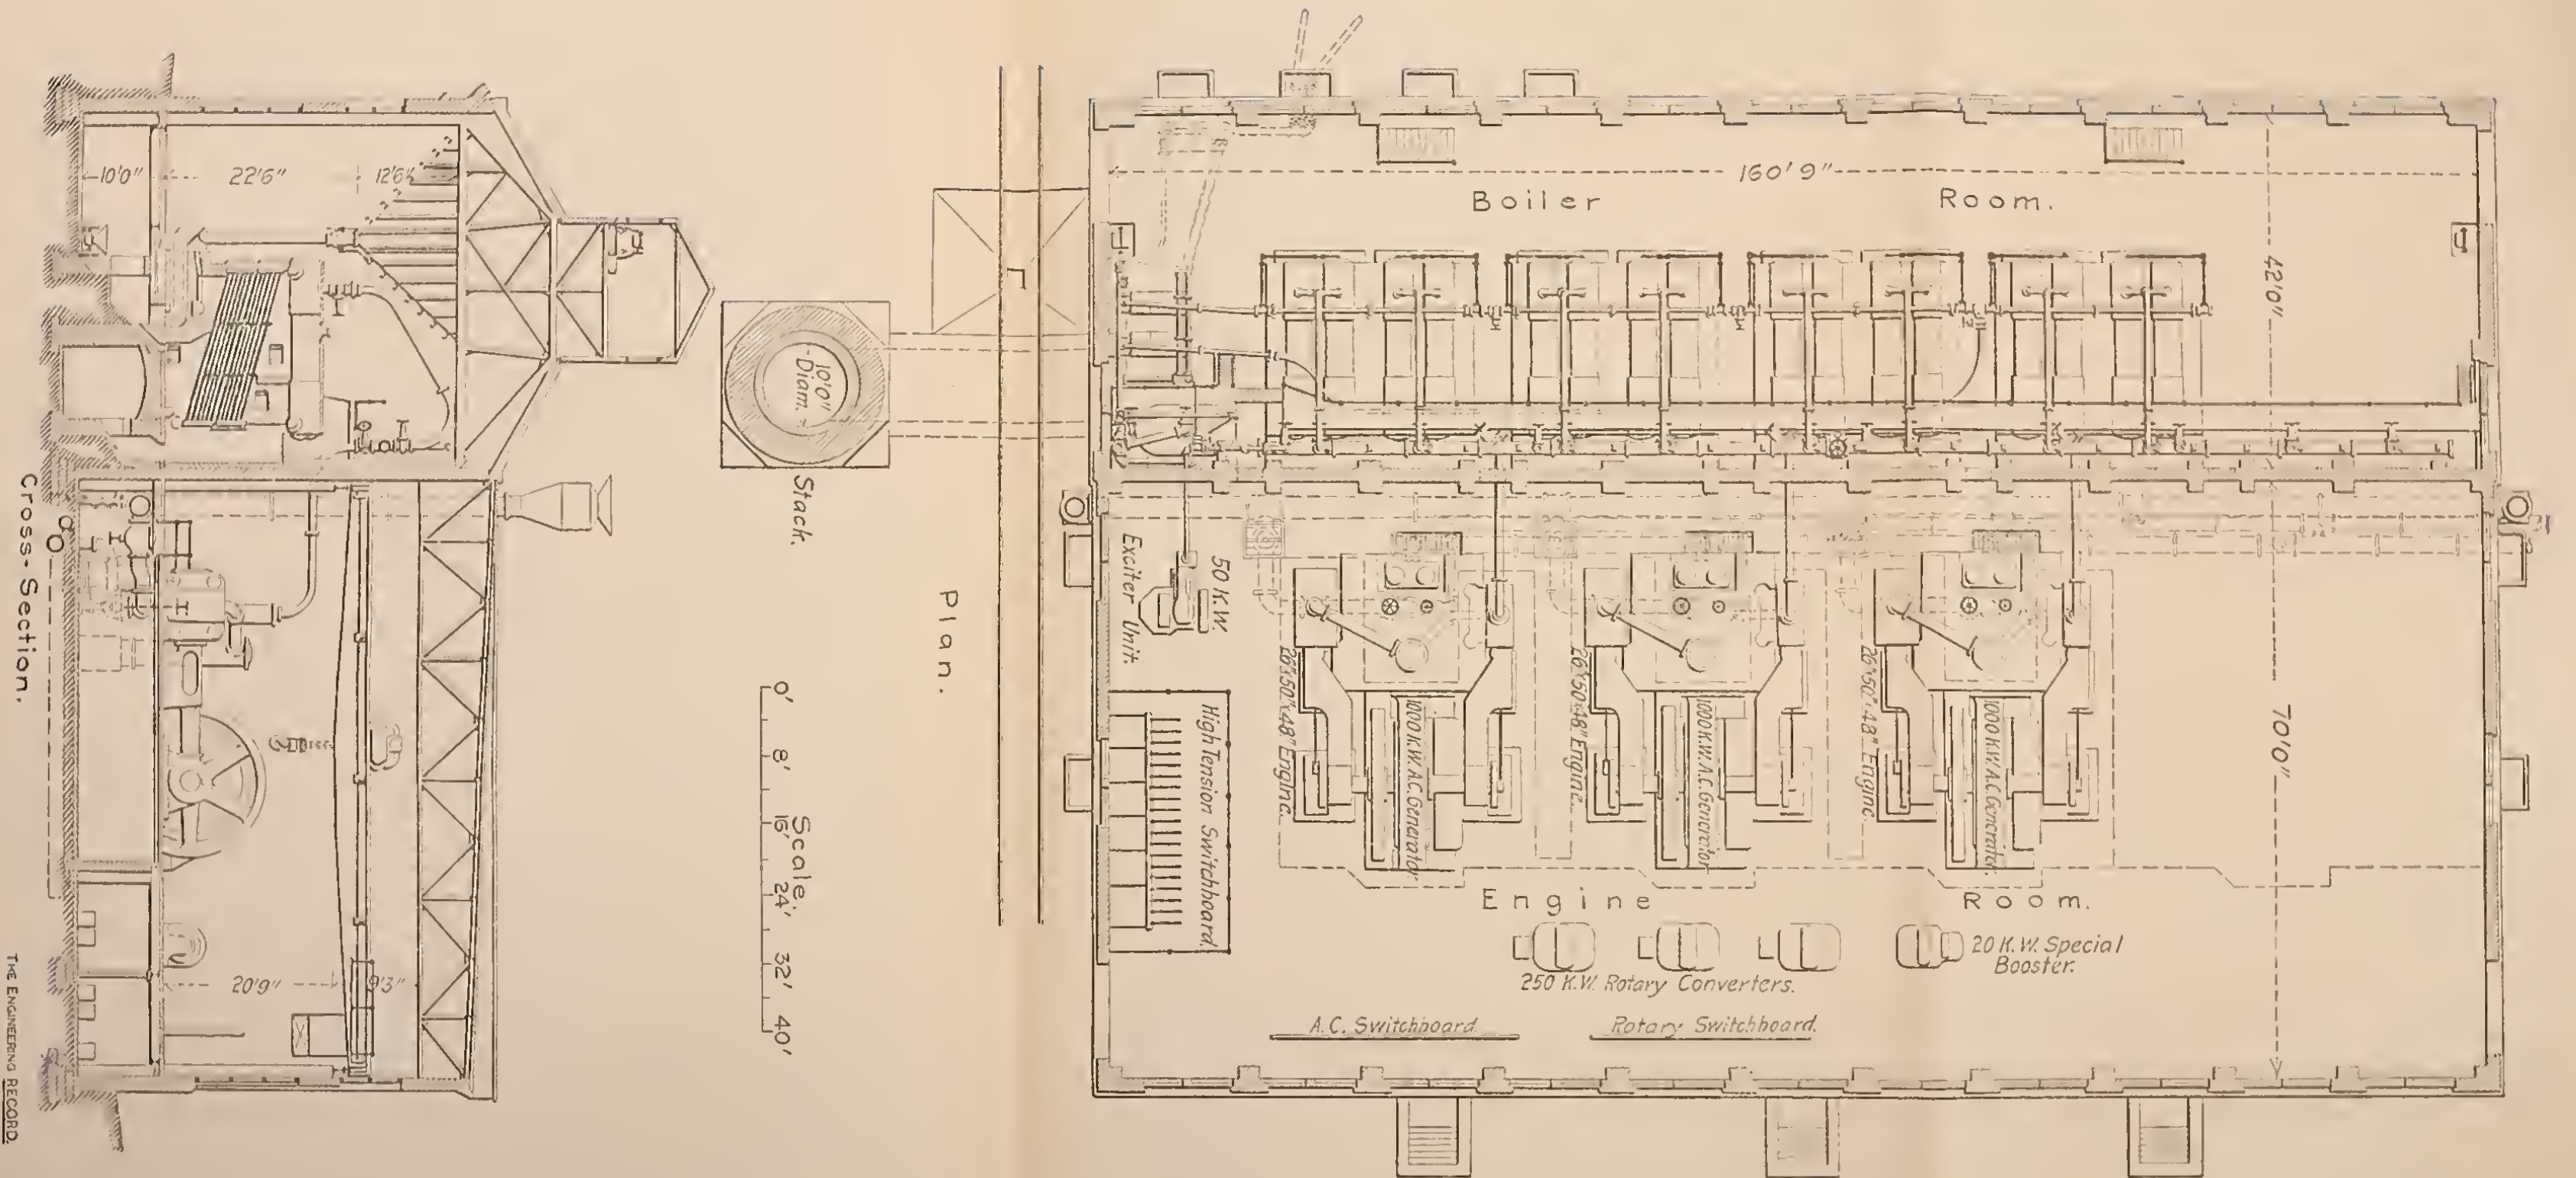 10'0"
22'6"
12'6"
Cross-Section.
20'9"
9'3"
THE ENGINEERING RECORD.
10'0"
Diam.
Stack.
Plan.
0'
8'
16'
24'
32'
40'
Scale.
160'9"
Boiler Room.
42'0"
50 K.W.
Exciter Unit.
High Tension Switchboard.
26"50"48" Engine.
1000 K.W. A.C. Generator
26"50"48" Engine.
1000 K.W. A.C. Generator
26"50"48" Engine.
1000 K.W. A.C. Generator
70'0"
Engine Room.
250 K.W. Rotary Converters.
20 K.W. Special
Booster.
A.C. Switchboard
Rotary Switchboard.